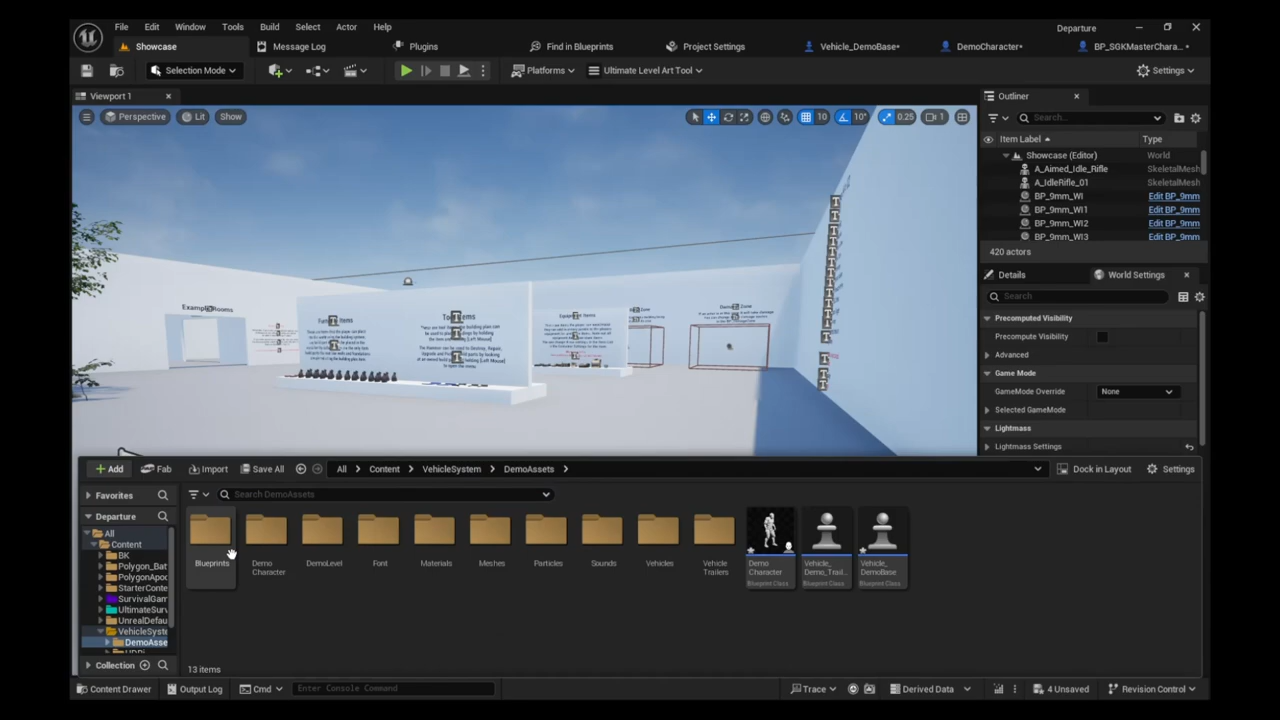 File Edit Window Tools Build Select Actor Help
Departure
Showcase
Message Log
Plugins
Find in Blueprints
Project Settings
Vehicle_DemoBase*
DemoCharacter*
BP_SGKMasterChara...*
Selection Mode
Platforms
Ultimate Level Art Tool
Settings
Viewport 1
Perspective
Lit
Show
10
10°
0.25
1
Outliner
Search...
Item Label
Type
Showcase (Editor)
World
A_Aimed_Idle_Rifle
SkeletalMesh
A_IdleRifle_01
SkeletalMesh
BP_9mm_WI
Edit BP_9mm
BP_9mm_WI1
Edit BP_9mm
BP_9mm_WI2
Edit BP_9mm
BP_9mm_WI3
Edit BP_9mm
420 actors
Details
World Settings
Search
Precomputed Visibility
Precompute Visibility
Advanced
Game Mode
GameMode Override
None
Selected GameMode
Lightmass
Lightmass Settings
Add
Fab
Import
Save All
All
Content
VehicleSystem
DemoAssets
Dock in Layout
Settings
Favorites
Search DemoAssets
Departure
All
Content
BK
Polygon_Bat
PolygonApoc
StarterConte
SurvivalGam
UltimateSurv
UnrealDefau
VehicleSyste
DemoAsse
Collection
Blueprints
Demo
Character
DemoLevel
Font
Materials
Meshes
Particles
Sounds
Vehicles
Vehicle
Trailers
Demo
Character
Blueprint Class
Vehicle_
Demo_Trail...
Blueprint Class
Vehicle_
DemoBase
Blueprint Class
13 items
Content Drawer
Output Log
Cmd
Enter Console Command
Trace
Derived Data
4 Unsaved
Revision Control